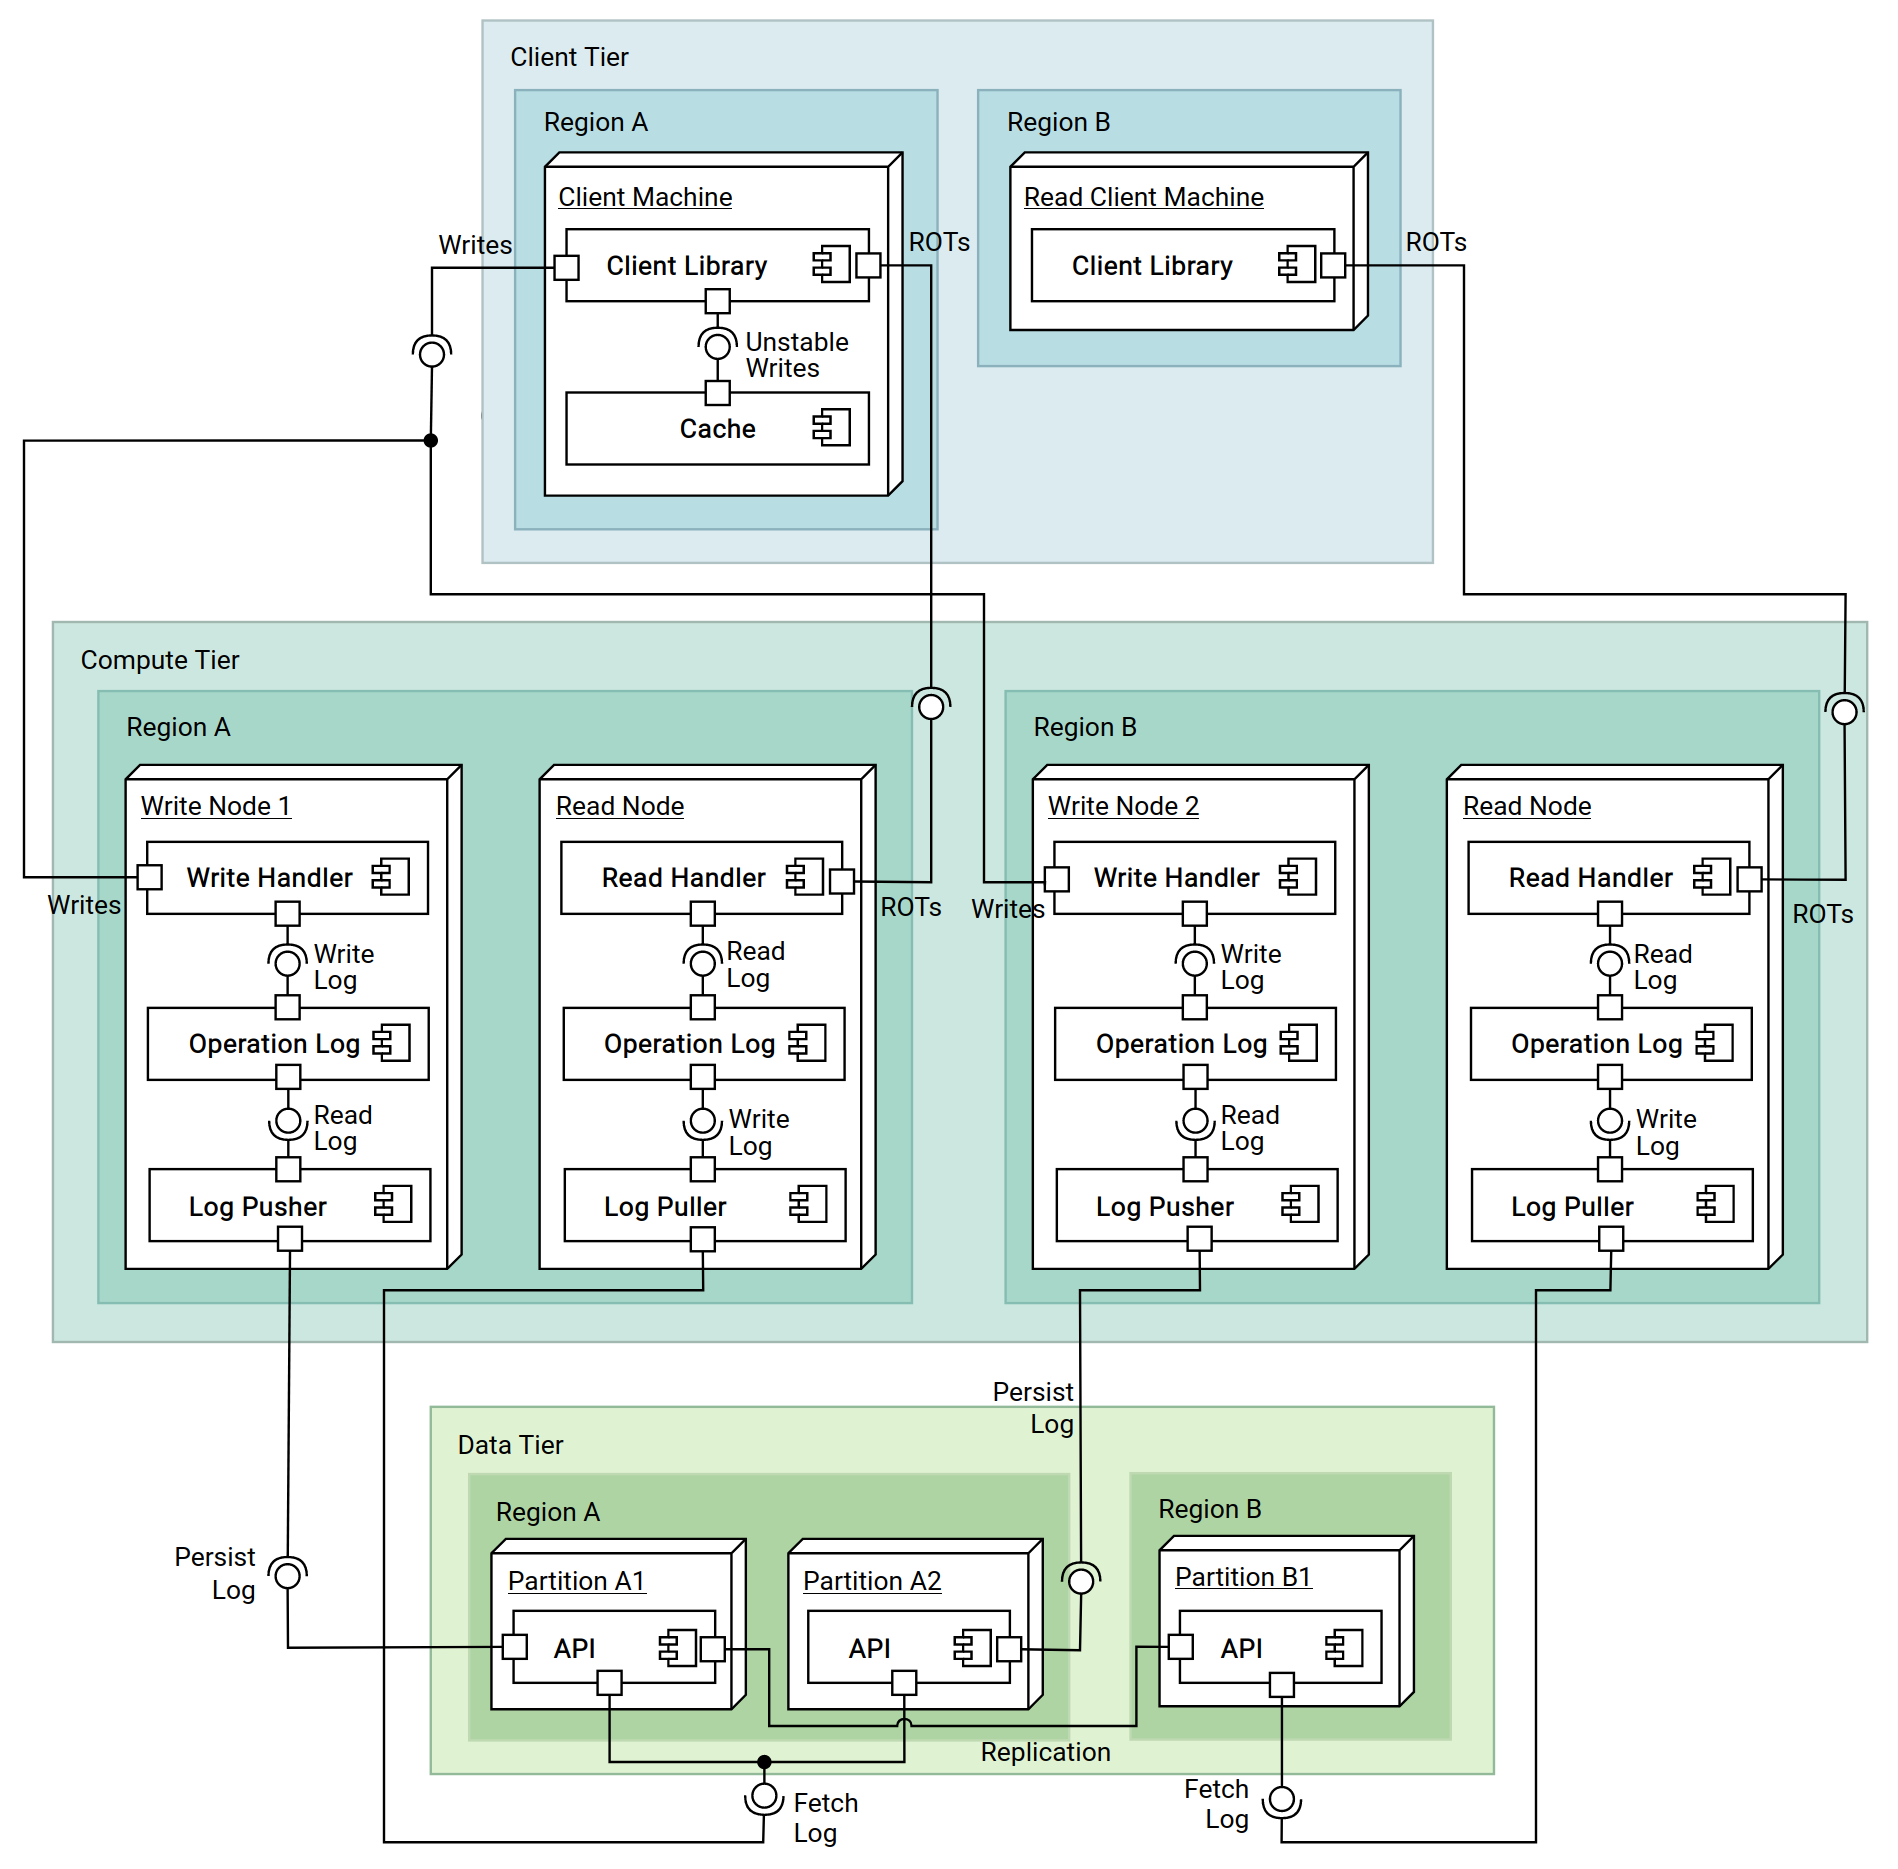 Client Tier
Region A
Region B
Client Machine
Read Client Machine
Writes
ROTs
ROTs
Client Library
Client Library
Unstable
Writes
Cache
Compute Tier
Region A
Region B
Write Node 1
Read Node
Write Node 2
Read Node
Write Handler
Read Handler
Write Handler
Read Handler
Writes
ROTs
Writes
ROTs
Write
Log
Read
Log
Write
Log
Read
Log
Operation Log
Operation Log
Operation Log
Operation Log
Read
Log
Write
Log
Read
Log
Write
Log
Log Pusher
Log Puller
Log Pusher
Log Puller
Persist
Log
Data Tier
Region A
Region B
Persist
Log
Partition A1
Partition A2
Partition B1
API
API
API
Replication
Fetch
Log
Fetch
Log